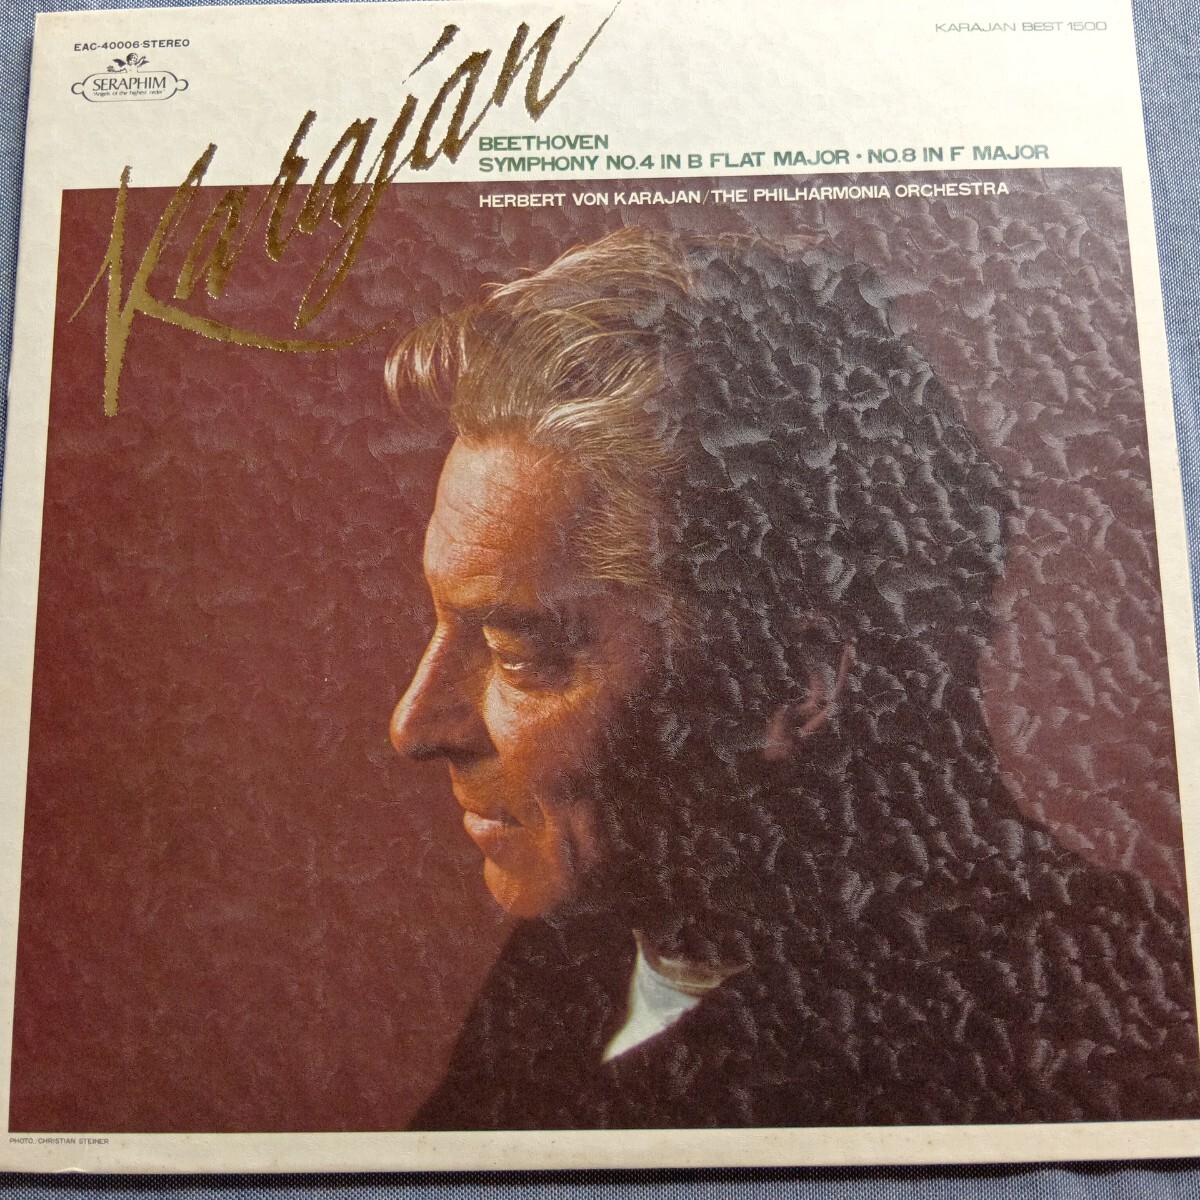 EAC-40006·STEREO
SERAPHIM
"Angels of the highest order"
KARAJAN BEST 1500
Karajan
BEETHOVEN
SYMPHONY NO.4 IN B FLAT MAJOR · NO.8 IN F MAJOR
HERBERT VON KARAJAN/THE PHILHARMONIA ORCHESTRA
PHOTO.:CHRISTIAN STEINER